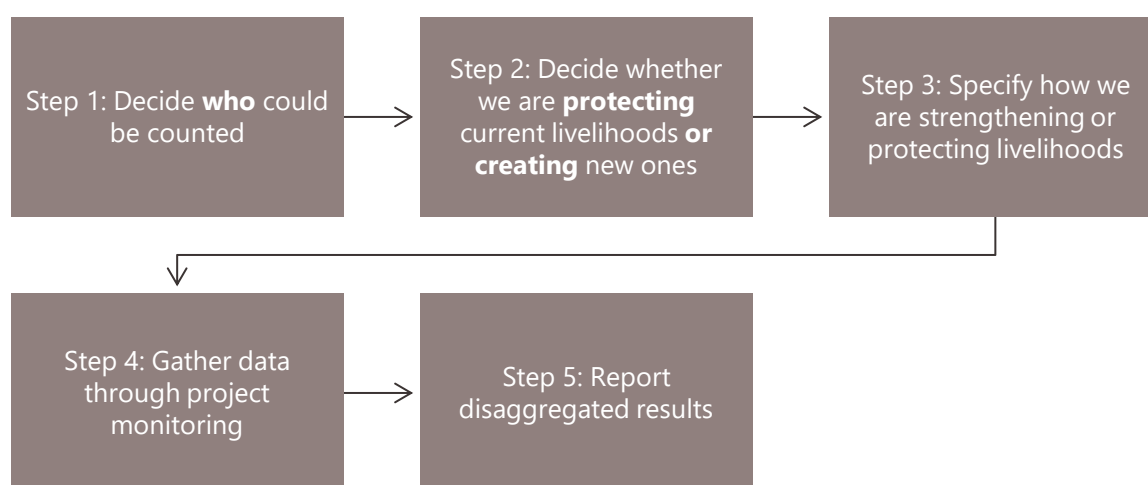 Step 1: Decide who could
be counted
Step 2: Decide whether
we are protecting
current livelihoods or
creating new ones
Step 3: Specify how we
are strengthening or
protecting livelihoods
Step 4: Gather data
through project
monitoring
Step 5: Report
disaggregated results